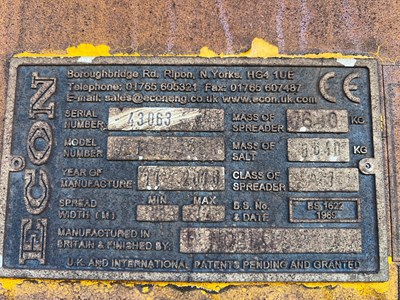 ECON
Boroughbridge Rd, Ripon, N.Yorks. HG4 1UE
Telephone: 01765 605321 Fax: 01765 607487
E-mail: sales@econeng.co.uk www.econ.uk.com
CE
SERIAL NUMBER 43063
MASS OF SPREADER KG
MODEL NUMBER
MASS OF SALT 6840 KG
YEAR OF MANUFACTURE
CLASS OF SPREADER
SPREAD WIDTH (M) MIN MAX
B.S. No. & DATE BS 1622 1989
MANUFACTURED IN BRITAIN & FINISHED BY:
U.K AND INTERNATIONAL PATENTS PENDING AND GRANTED